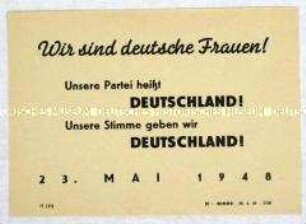 Wir sind deutsche Frauen!
Unsere Partei heißt
DEUTSCHLAND!
Unsere Stimme geben wir
DEUTSCHLAND!
23. MAI 1948